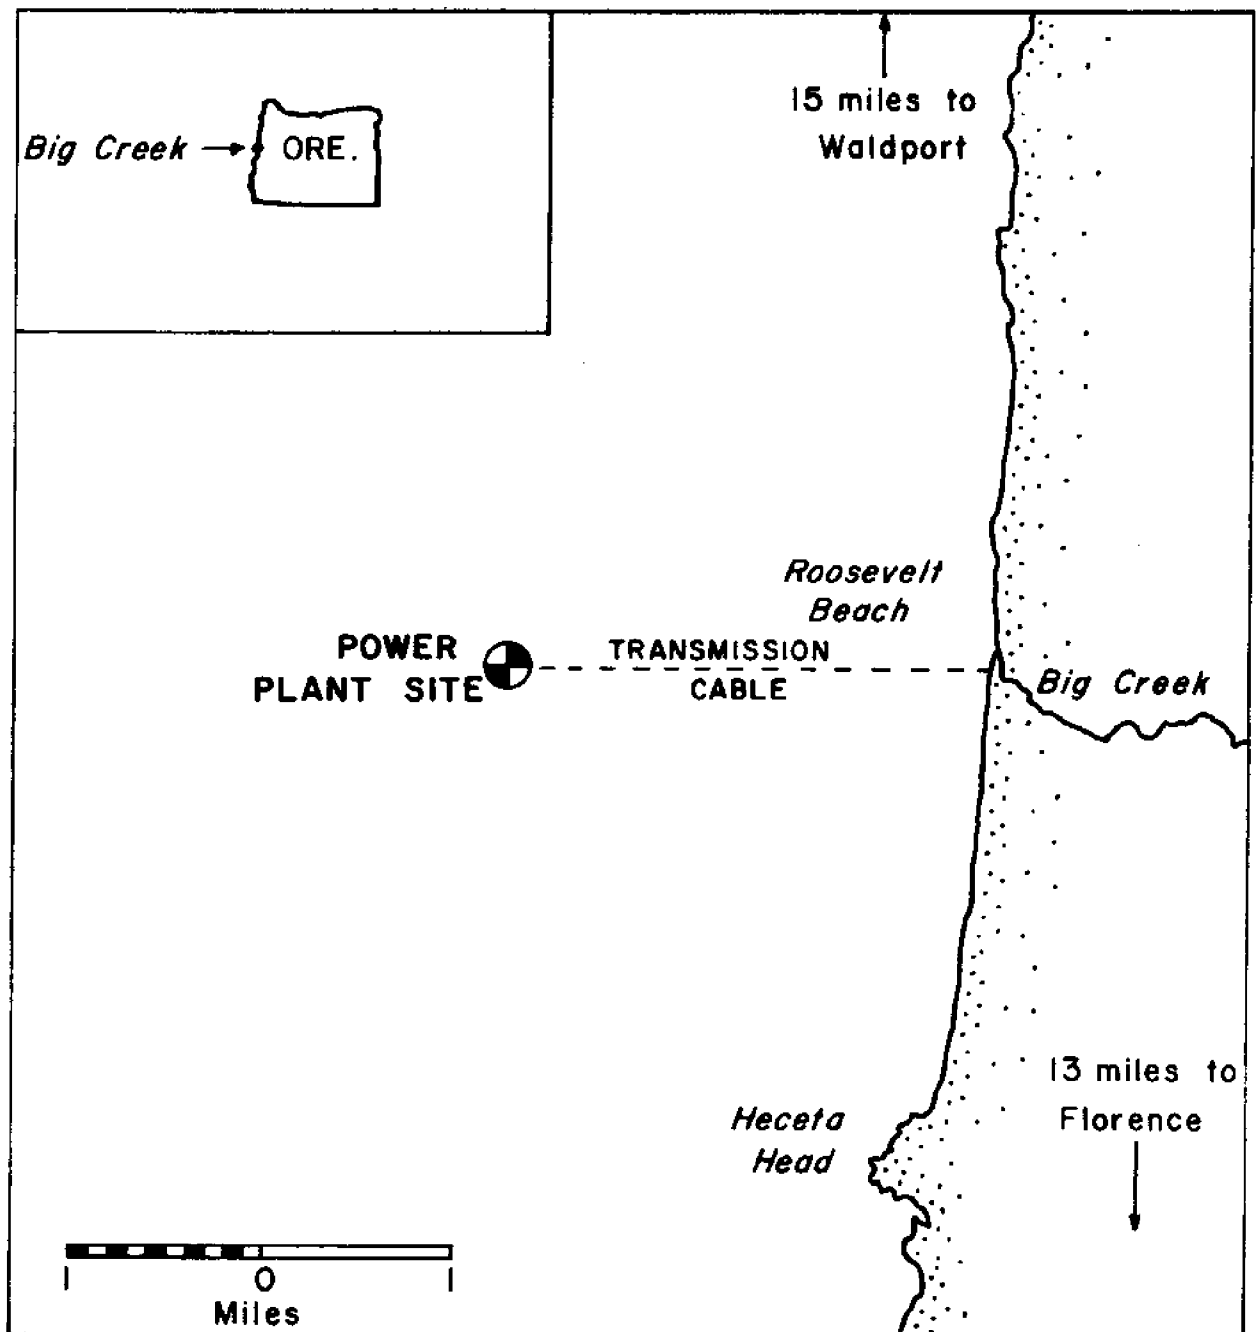 Big Creek
ORE.
15 miles to
Waldport
Roosevelt
Beach
POWER
PLANT SITE
TRANSMISSION
CABLE
Big Creek
13 miles to
Florence
Heceta
Head
1 0 1
Miles